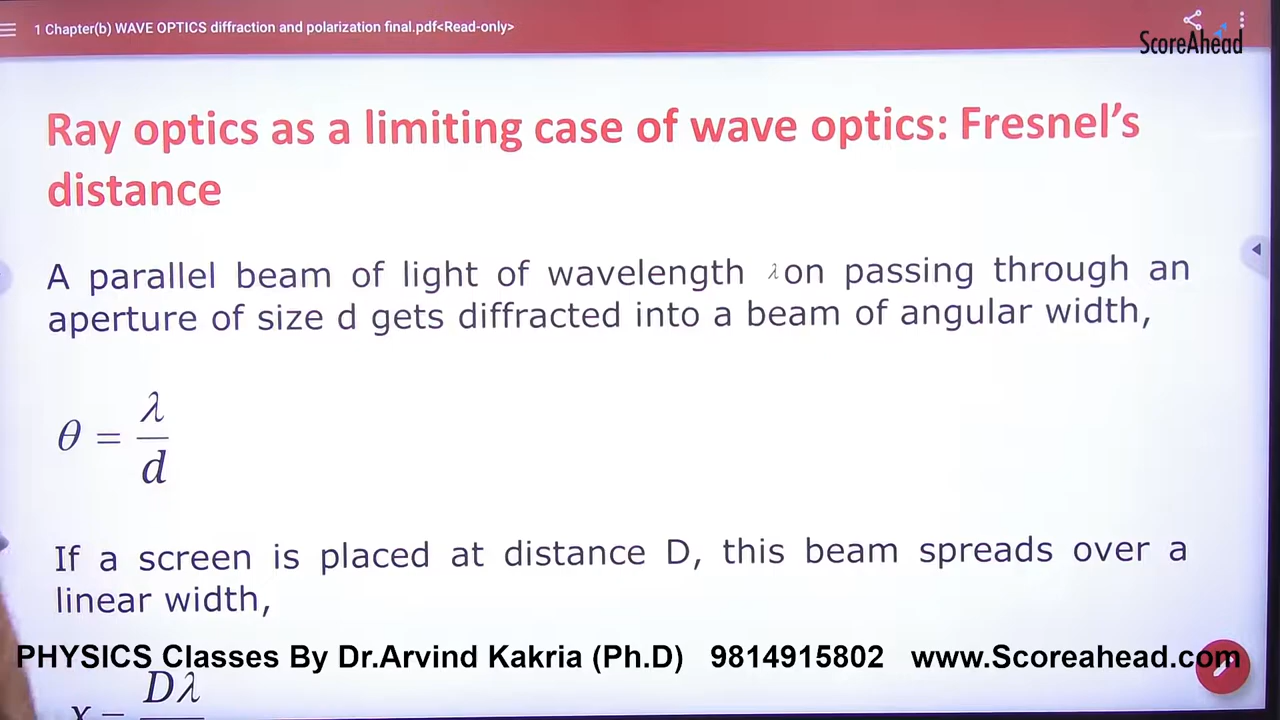 1 Chapter(b) WAVE OPTICS diffraction and polarization final.pdf<Read-only>
ScoreAhead
Ray optics as a limiting case of wave optics: Fresnel's
distance
A parallel beam of light of wavelength λ on passing through an
aperture of size d gets diffracted into a beam of angular width,
θ = λ/d
If a screen is placed at distance D, this beam spreads over a
linear width,
PHYSICS Classes By Dr.Arvind Kakria (Ph.D) 9814915802 www.Scoreahead.com
x = Dλ